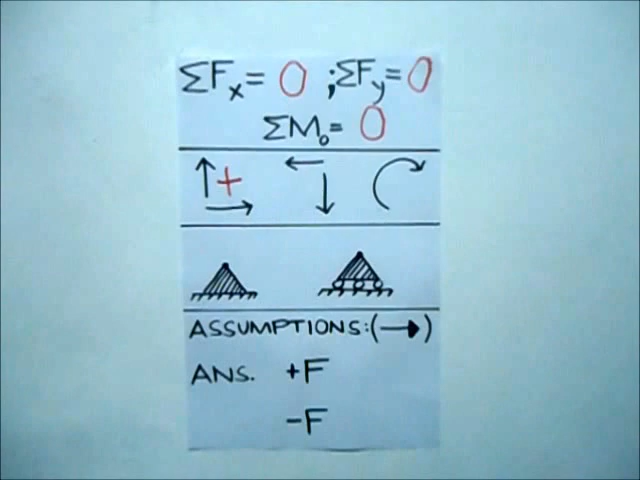 ΣFx= 0 ; ΣFy= 0
ΣMo= 0
+
ASSUMPTIONS:(→)
ANS. +F
-F